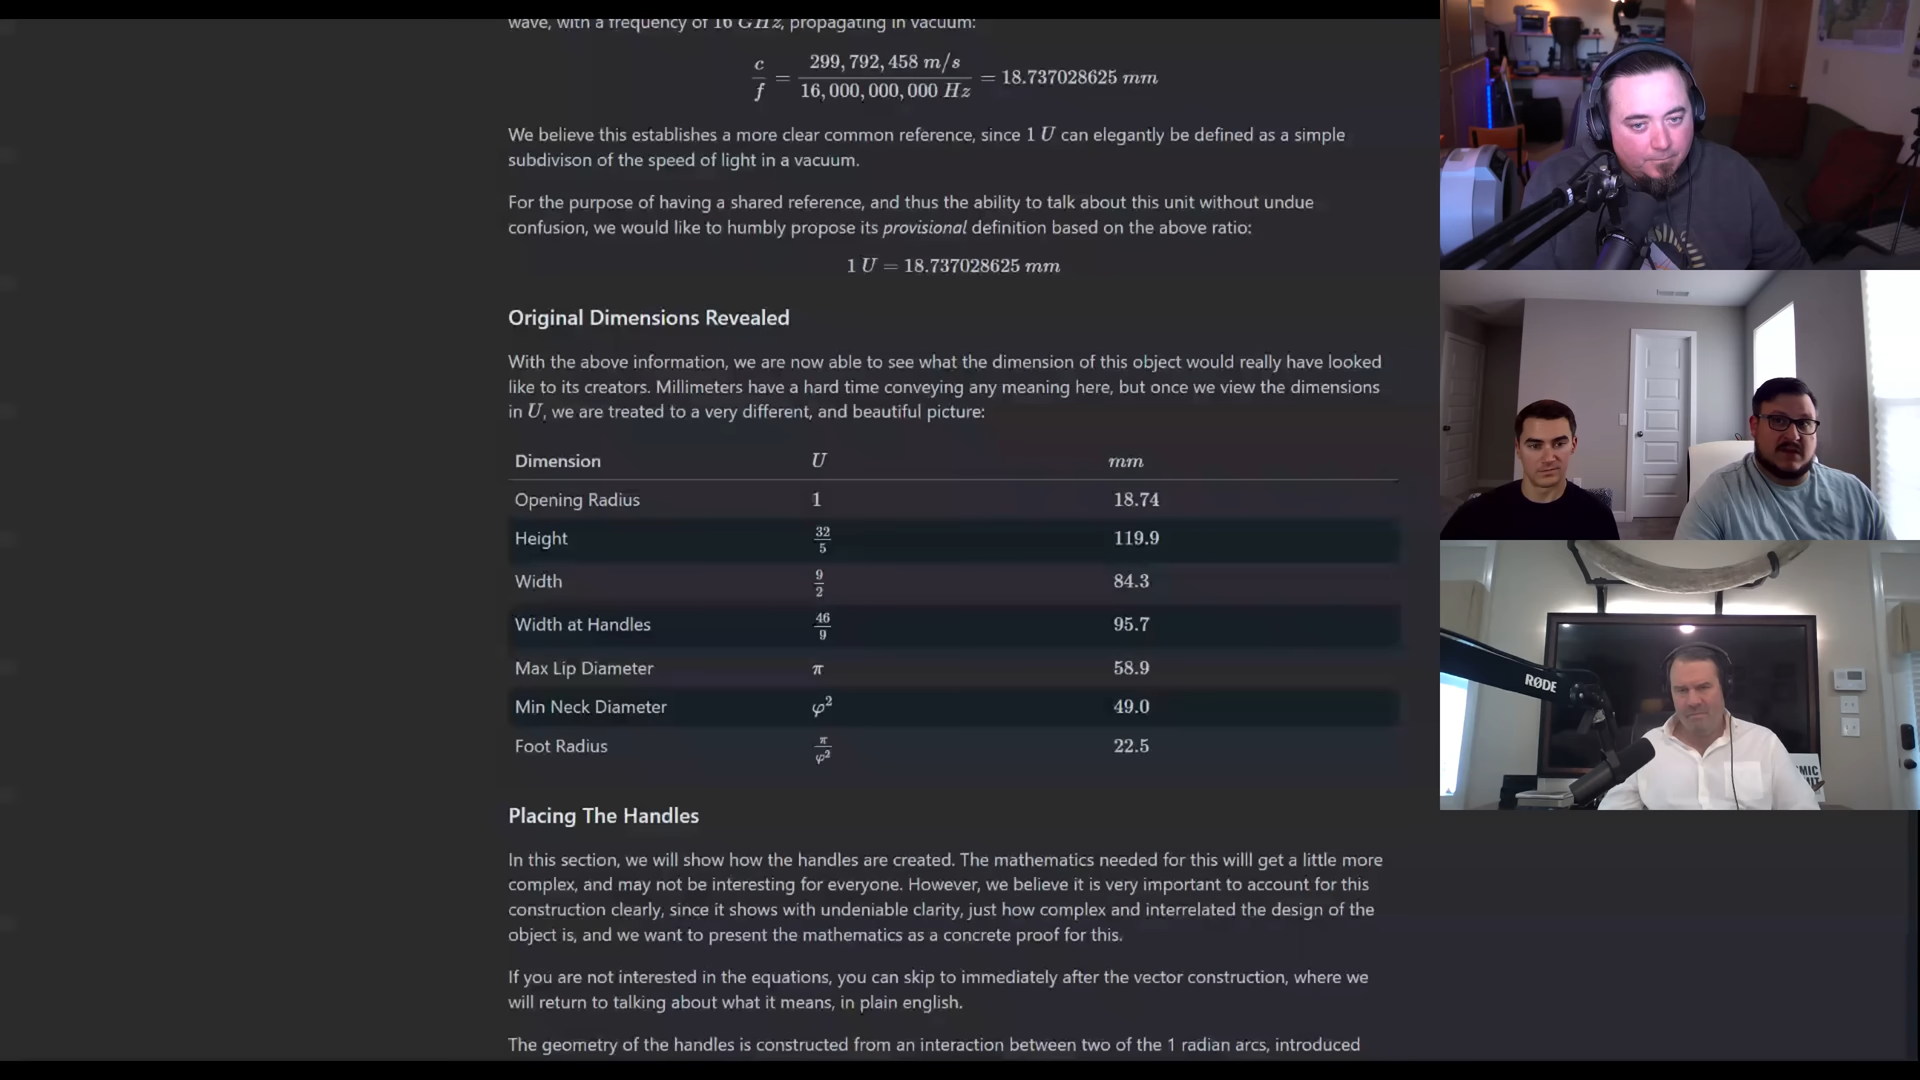 wave, with a frequency of 16 GHz, propagating in vacuum:
c/f = 299,792,458 m/s / 16,000,000,000 Hz = 18.737028625 mm
We believe this establishes a more clear common reference, since 1 U can elegantly be defined as a simple
subdivison of the speed of light in a vacuum.
For the purpose of having a shared reference, and thus the ability to talk about this unit without undue
confusion, we would like to humbly propose its provisional definition based on the above ratio:
1 U = 18.737028625 mm
Original Dimensions Revealed
With the above information, we are now able to see what the dimension of this object would really have looked
like to its creators. Millimeters have a hard time conveying any meaning here, but once we view the dimensions
in U, we are treated to a very different, and beautiful picture:
Dimension U mm
Opening Radius 1 18.74
Height 32/5 119.9
Width 9/2 84.3
Width at Handles 46/9 95.7
Max Lip Diameter π 58.9
Min Neck Diameter φ² 49.0
Foot Radius π/φ² 22.5
Placing The Handles
In this section, we will show how the handles are created. The mathematics needed for this willl get a little more
complex, and may not be interesting for everyone. However, we believe it is very important to account for this
construction clearly, since it shows with undeniable clarity, just how complex and interrelated the design of the
object is, and we want to present the mathematics as a concrete proof for this.
If you are not interested in the equations, you can skip to immediately after the vector construction, where we
will return to talking about what it means, in plain english.
The geometry of the handles is constructed from an interaction between two of the 1 radian arcs, introduced
RØDE
MIC